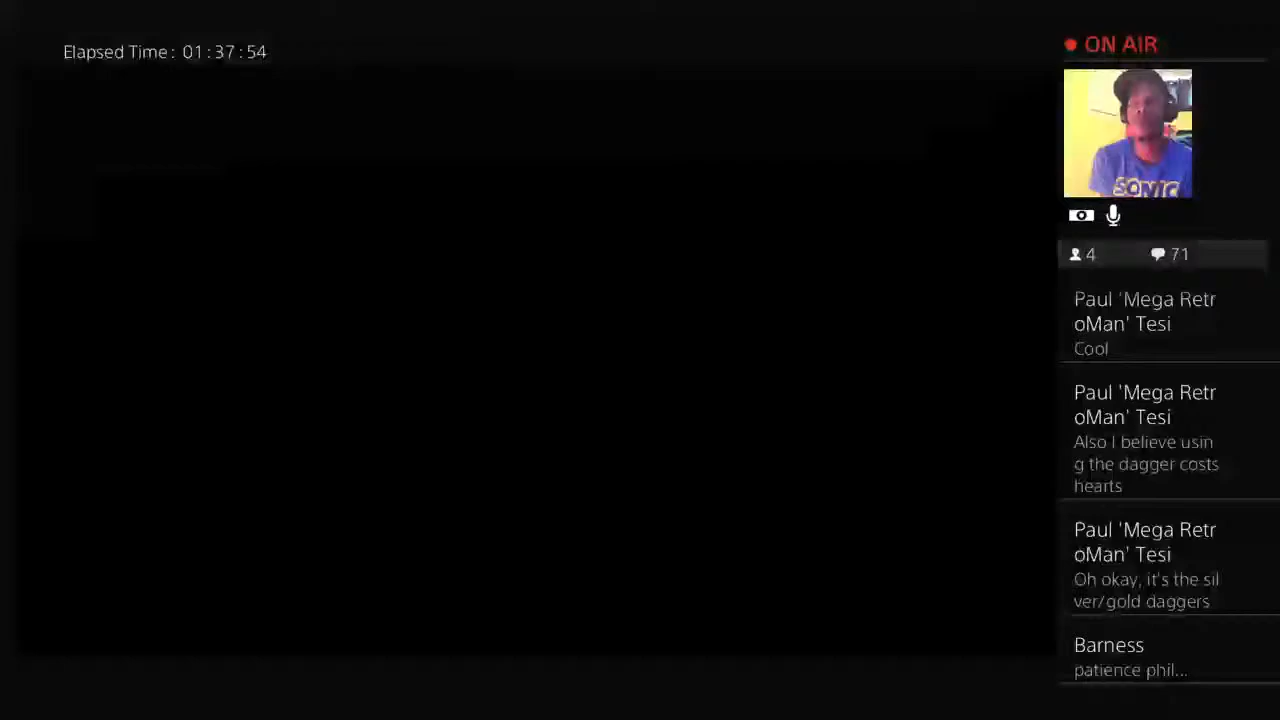 Elapsed Time: 01:37:54
ON AIR
SONIC
4 71
Paul 'Mega Retr
oMan' Tesi
Cool
Paul 'Mega Retr
oMan' Tesi
Also I believe usin
g the dagger costs
hearts
Paul 'Mega Retr
oMan' Tesi
Oh okay, it's the sil
ver/gold daggers
Barness
patience phil...